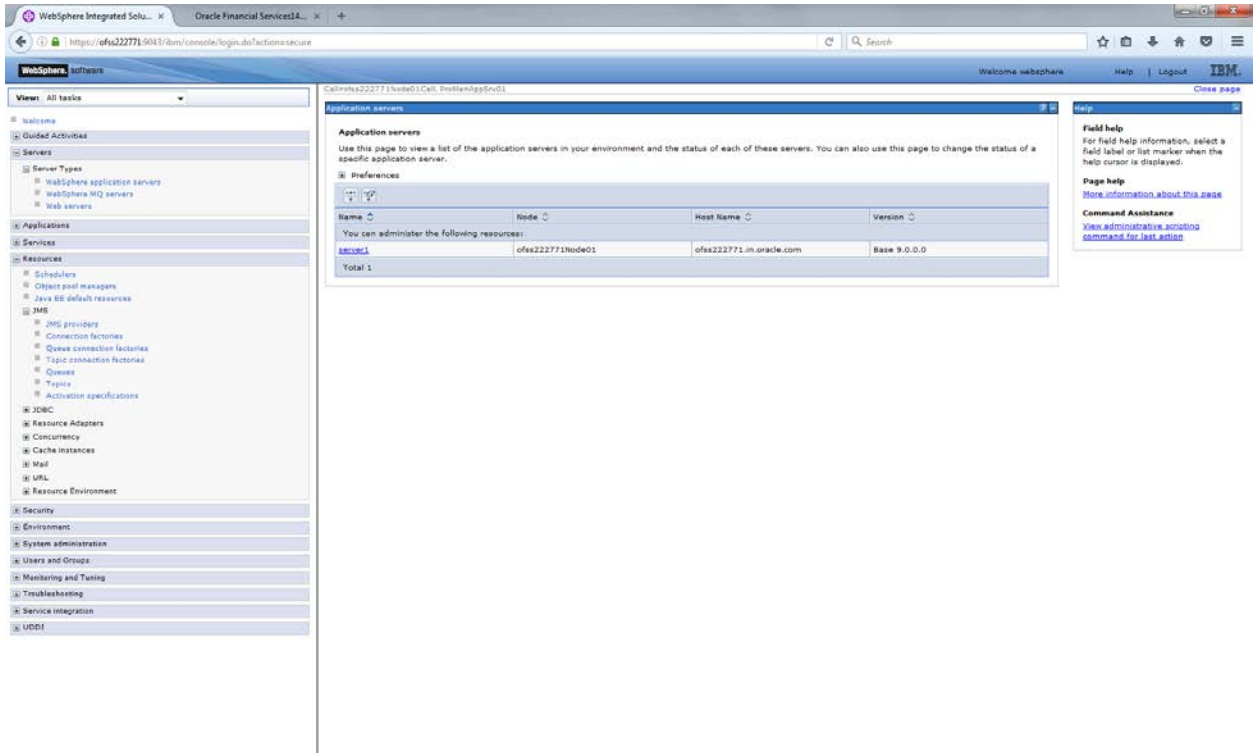 WebSphere Integrated Solu... ×
Oracle Financial Services14... × +
https://ofss222771:9043/ibm/console/login.do?action=secure
Search
WebSphere. software
Welcome websphere
Help | Logout
IBM.
View: All tasks
Welcome
Guided Activities
Servers
Server Types
WebSphere application servers
WebSphere MQ servers
Web servers
Applications
Services
Resources
Schedulers
Object pool managers
Java EE default resources
JMS
JMS providers
Connection factories
Queue connection factories
Topic connection factories
Queues
Topics
Activation specifications
JDBC
Resource Adapters
Concurrency
Cache instances
Mail
URL
Resource Environment
Security
Environment
System administration
Users and Groups
Monitoring and Tuning
Troubleshooting
Service integration
UDDI
Close page
Application servers
Application servers
Use this page to view a list of the application servers in your environment and the status of each of these servers. You can also use this page to change the status of a
specific application server.
Preferences
Name Node Host Name Version
You can administer the following resources:
server1 ofss222771Node01 ofss222771.in.oracle.com Base 9.0.0.0
Total 1
Help
Field help
For field help information, select a
field label or list marker when the
help cursor is displayed.
Page help
More information about this page
Command Assistance
View administrative scripting
command for last action